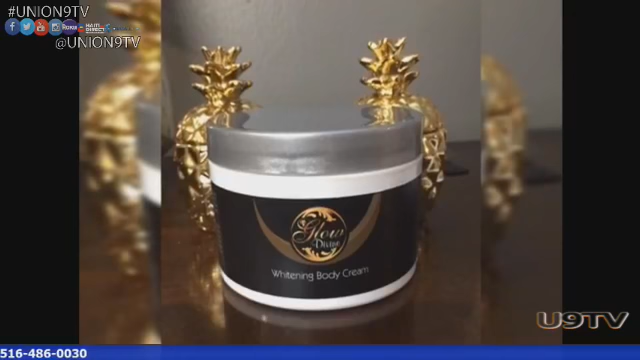 #UNION9TV
@UNION9TV
Glow
Divine
Whitening Body Cream
U9TV
516-486-0030